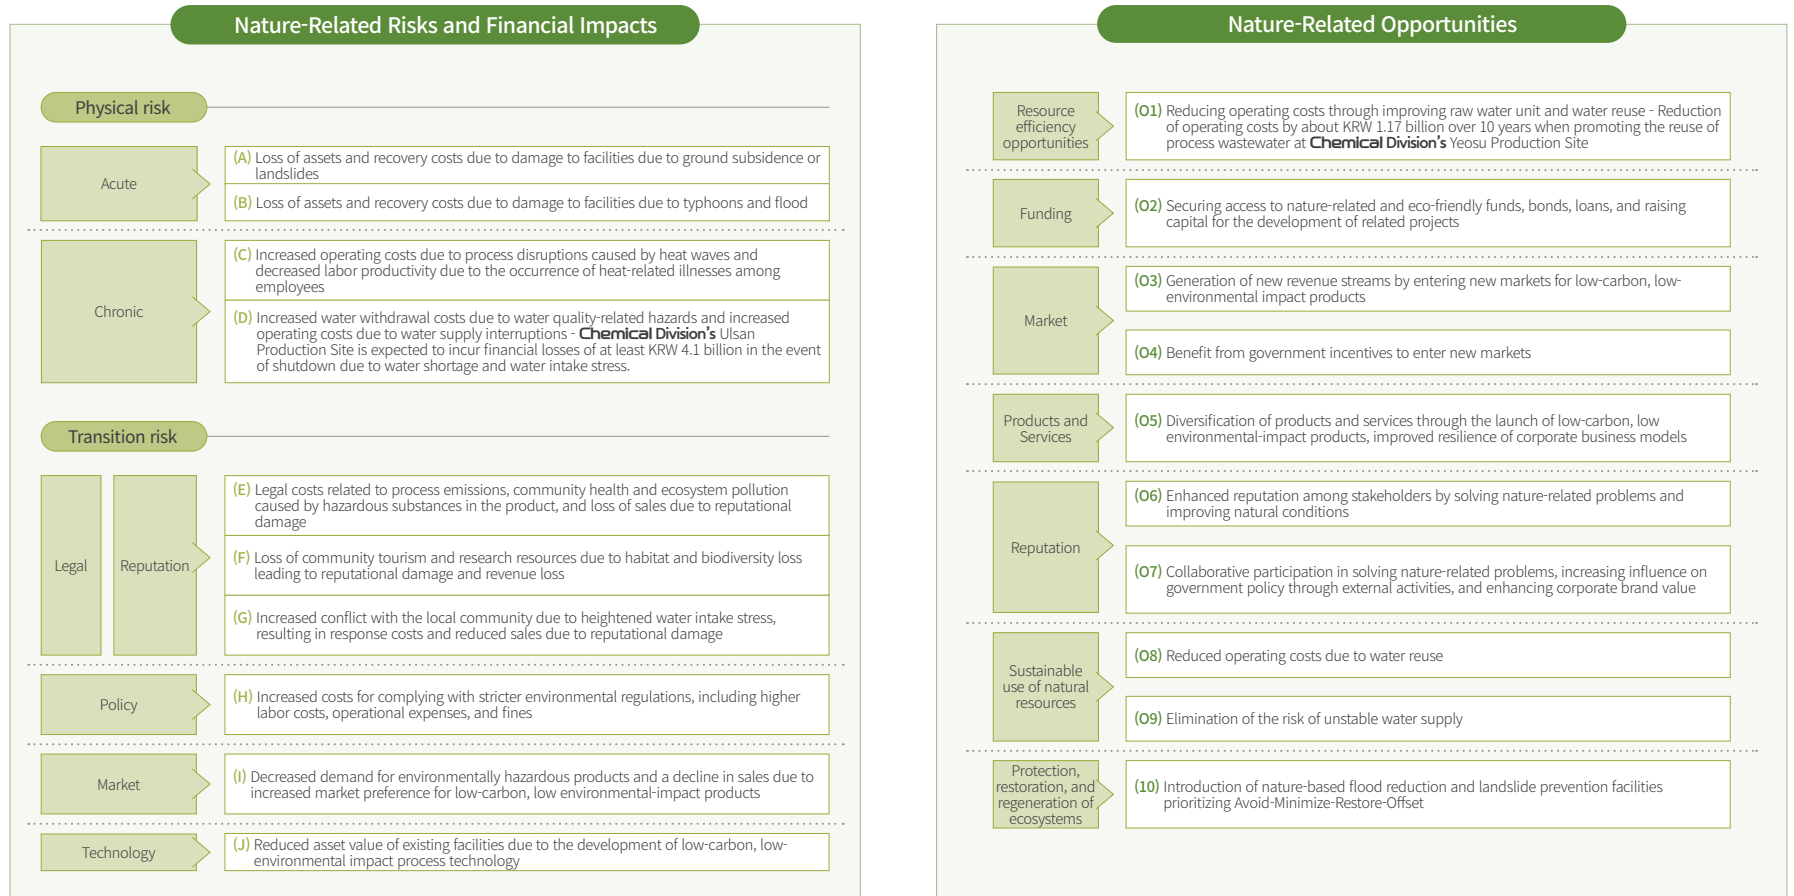 Nature-Related Risks and Financial Impacts
Physical risk
Acute
(A) Loss of assets and recovery costs due to damage to facilities due to ground subsidence or
landslides
(B) Loss of assets and recovery costs due to damage to facilities due to typhoons and flood
Chronic
(C) Increased operating costs due to process disruptions caused by heat waves and
decreased labor productivity due to the occurrence of heat-related illnesses among
employees
(D) Increased water withdrawal costs due to water quality-related hazards and increased
operating costs due to water supply interruptions - Chemical Division's Ulsan
Production Site is expected to incur financial losses of at least KRW 4.1 billion in the event
of shutdown due to water shortage and water intake stress.
Transition risk
Legal
Reputation
(E) Legal costs related to process emissions, community health and ecosystem pollution
caused by hazardous substances in the product, and loss of sales due to reputational
damage
(F) Loss of community tourism and research resources due to habitat and biodiversity loss
leading to reputational damage and revenue loss
(G) Increased conflict with the local community due to heightened water intake stress,
resulting in response costs and reduced sales due to reputational damage
Policy
(H) Increased costs for complying with stricter environmental regulations, including higher
labor costs, operational expenses, and fines
Market
(I) Decreased demand for environmentally hazardous products and a decline in sales due to
increased market preference for low-carbon, low environmental-impact products
Technology
(J) Reduced asset value of existing facilities due to the development of low-carbon, low-
environmental impact process technology
Nature-Related Opportunities
Resource
efficiency
opportunities
(O1) Reducing operating costs through improving raw water unit and water reuse - Reduction
of operating costs by about KRW 1.17 billion over 10 years when promoting the reuse of
process wastewater at Chemical Division's Yeosu Production Site
Funding
(O2) Securing access to nature-related and eco-friendly funds, bonds, loans, and raising
capital for the development of related projects
Market
(O3) Generation of new revenue streams by entering new markets for low-carbon, low-
environmental impact products
(O4) Benefit from government incentives to enter new markets
Products and
Services
(O5) Diversification of products and services through the launch of low-carbon, low
environmental-impact products, improved resilience of corporate business models
Reputation
(O6) Enhanced reputation among stakeholders by solving nature-related problems and
improving natural conditions
(O7) Collaborative participation in solving nature-related problems, increasing influence on
government policy through external activities, and enhancing corporate brand value
Sustainable
use of natural
resources
(O8) Reduced operating costs due to water reuse
(O9) Elimination of the risk of unstable water supply
Protection,
restoration, and
regeneration of
ecosystems
(10) Introduction of nature-based flood reduction and landslide prevention facilities
prioritizing Avoid-Minimize-Restore-Offset